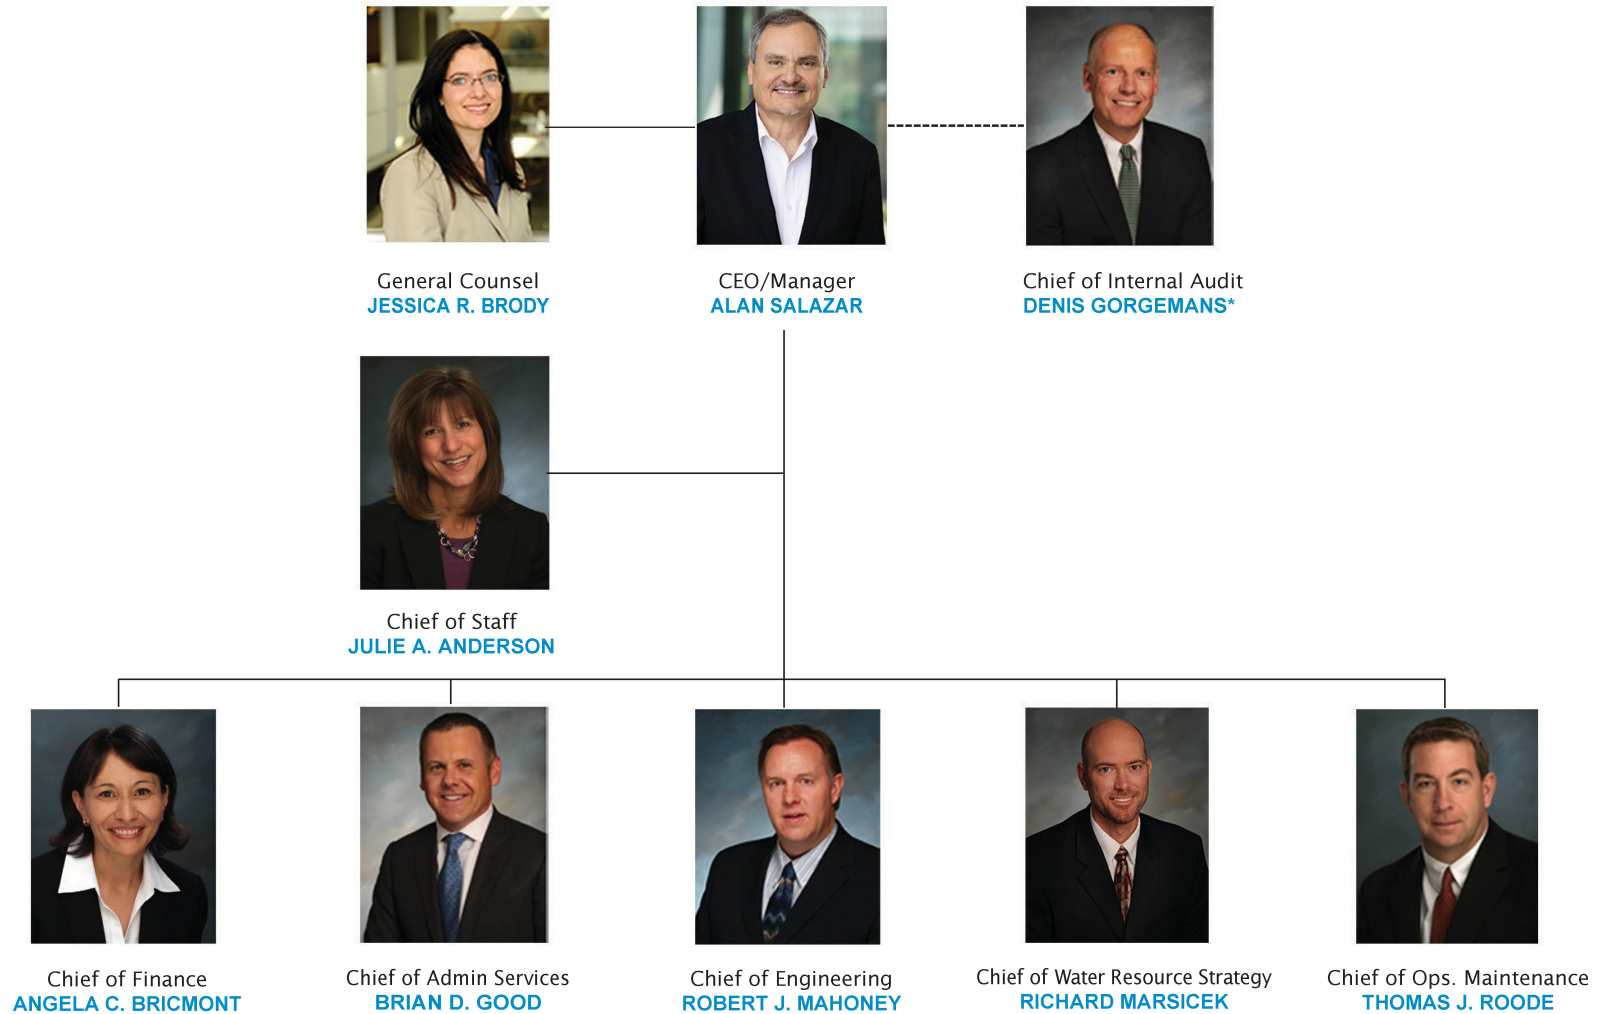 General Counsel
JESSICA R. BRODY
CEO/Manager
ALAN SALAZAR
Chief of Internal Audit
DENIS GORGEMANS*
Chief of Staff
JULIE A. ANDERSON
Chief of Finance
ANGELA C. BRICMONT
Chief of Admin Services
BRIAN D. GOOD
Chief of Engineering
ROBERT J. MAHONEY
Chief of Water Resource Strategy
RICHARD MARSICEK
Chief of Ops. Maintenance
THOMAS J. ROODE